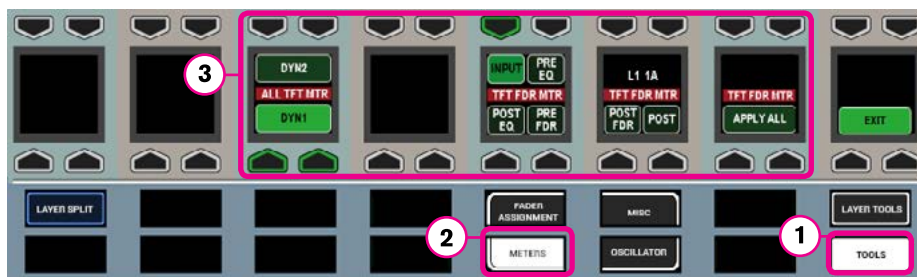 3
DYN2
ALL TFT MTR
DYN1
INPUT
PRE
EQ
TFT FDR MTR
POST
EQ
PRE
FDR
L1 1A
TFT FDR MTR
POST
FDR
POST
TFT FDR MTR
APPLY ALL
EXIT
LAYER SPLIT
FADER
ASSIGNMENT
MISC
1
LAYER TOOLS
2
METERS
OSCILLATOR
TOOLS